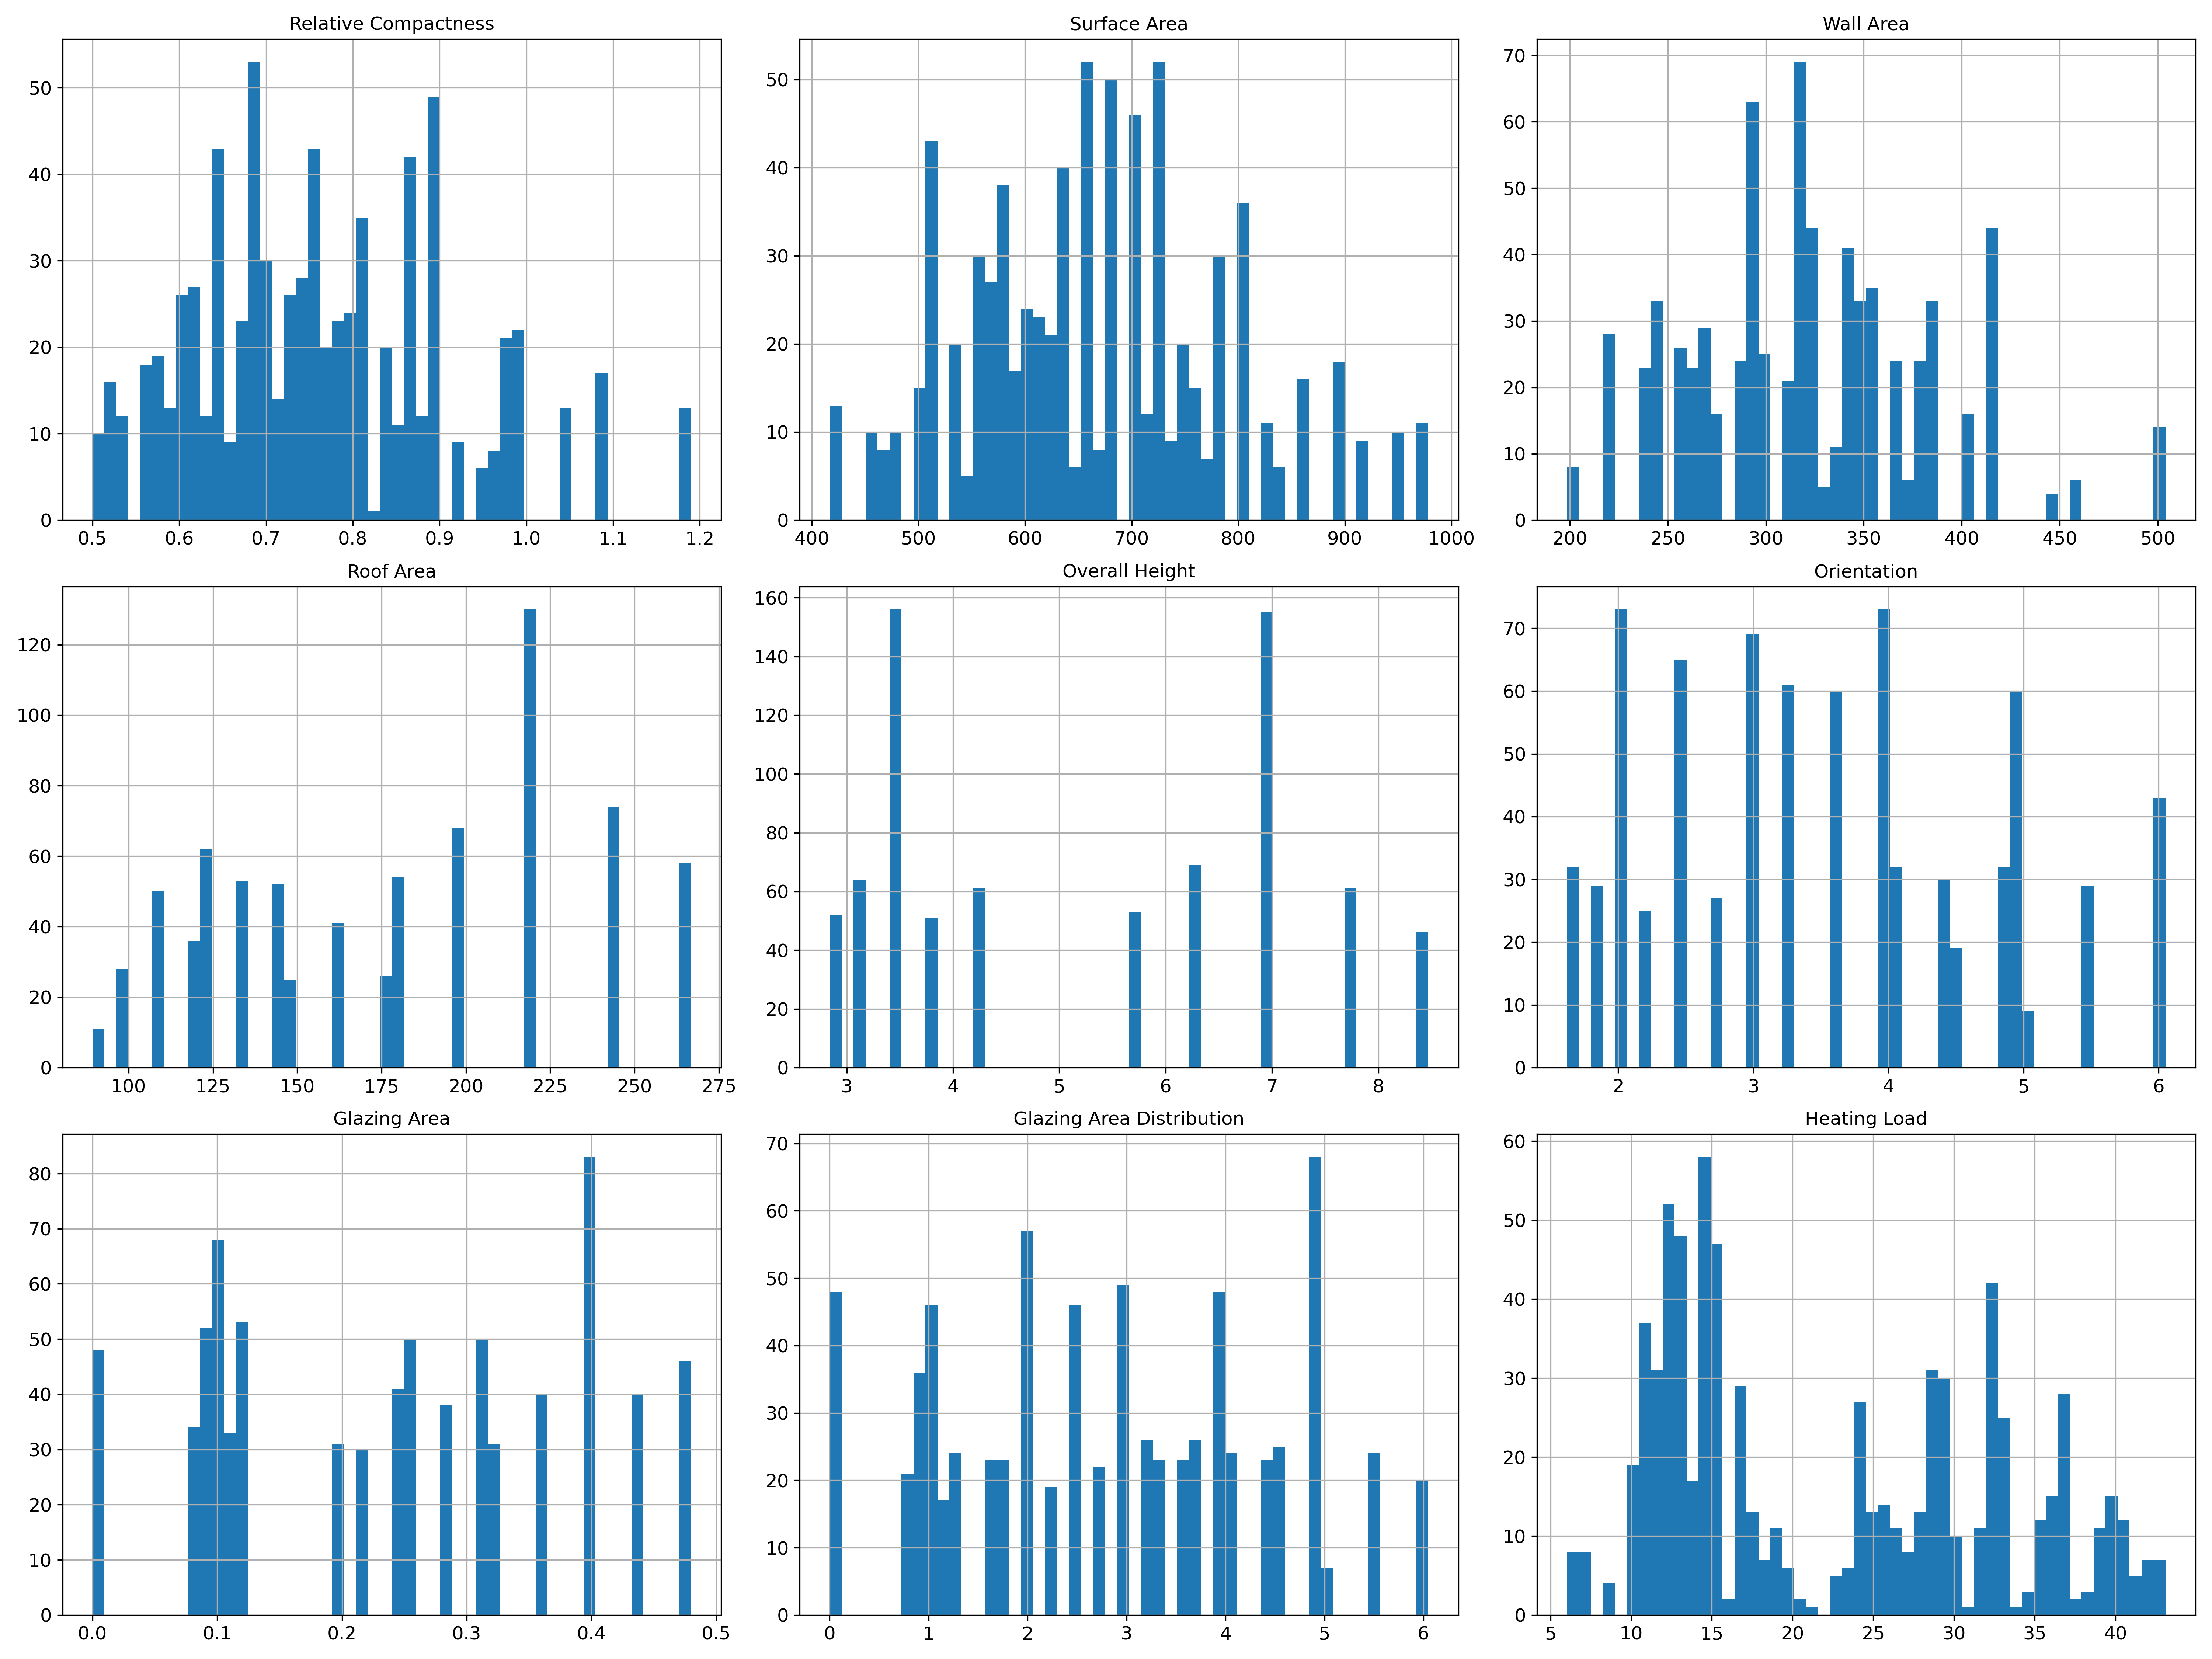 Relative Compactness Surface Area Wall Area
50 50 70
40 40 60
30 30 50
20 20 40
10 10 30
0 0 20
10
0
0.5 0.6 0.7 0.8 0.9 1.0 1.1 1.2 400 500 600 700 800 900 1000 200 250 300 350 400 450 500
Roof Area Overall Height Orientation
120 160 70
100 140 60
80 120 50
60 100 40
40 80 30
20 60 20
0 40 10
20 0
0
100 125 150 175 200 225 250 275 3 4 5 6 7 8 2 3 4 5 6
Glazing Area Glazing Area Distribution Heating Load
80 70 60
70 60 50
60 50 40
50 40 30
40 30 20
30 20 10
20 10 0
10 0
0
0.0 0.1 0.2 0.3 0.4 0.5 0 1 2 3 4 5 6 5 10 15 20 25 30 35 40